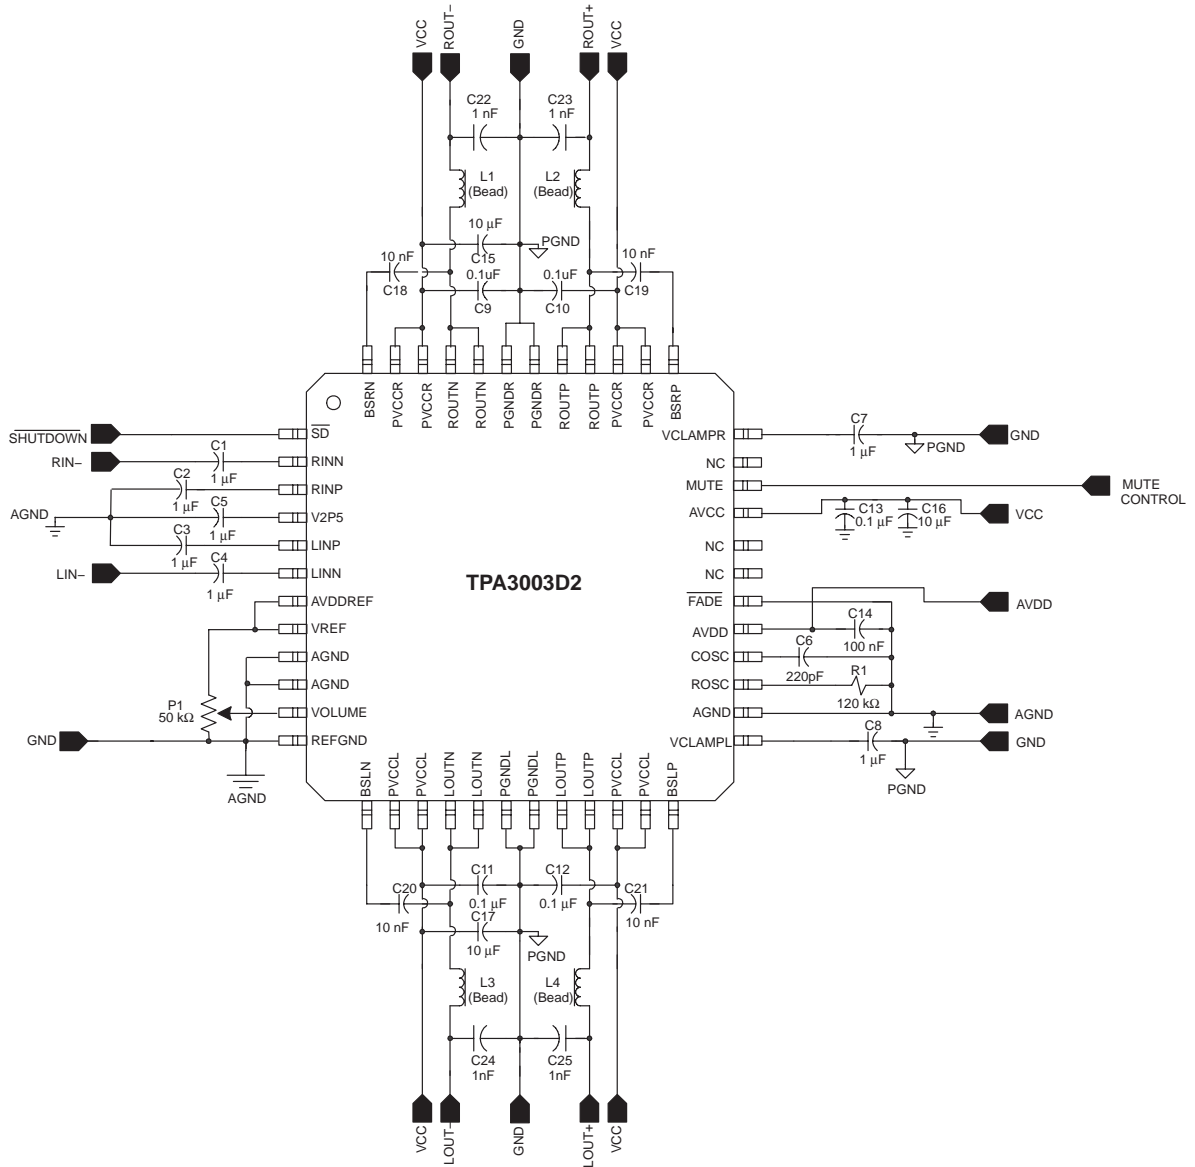 VCC
ROUT−
GND
ROUT+
VCC
C22
1 nF
C23
1 nF
L1
(Bead)
L2
(Bead)
10 µF
C15
PGND
10 nF
C18
0.1uF
C9
0.1uF
C10
10 nF
C19
BSRN
PVCCR
PVCCR
ROUTN
ROUTN
PGNDR
PGNDR
ROUTP
ROUTP
PVCCR
PVCCR
BSRP
SHUTDOWN
SD
RIN−
C1
1 µF
RINN
C2
1 µF
RINP
AGND
C5
1 µF
V2P5
C3
1 µF
LINP
LIN−
C4
1 µF
LINN
AVDDREF
VREF
AGND
AGND
P1
50 kΩ
VOLUME
GND
REFGND
AGND
TPA3003D2
VCLAMPR
C7
1 µF
PGND
GND
NC
MUTE
MUTE
CONTROL
AVCC
C13
0.1 µF
C16
10 µF
VCC
NC
NC
FADE
AVDD
AVDD
C14
100 nF
COSC
C6
220pF
ROSC
R1
120 kΩ
AGND
AGND
VCLAMPL
C8
1 µF
PGND
GND
BSLN
PVCCL
PVCCL
LOUTN
LOUTN
PGNDL
PGNDL
LOUTP
LOUTP
PVCCL
PVCCL
BSLP
C20
10 nF
C11
0.1 µF
C12
0.1 µF
C21
10 nF
C17
10 µF
PGND
L3
(Bead)
L4
(Bead)
C24
1nF
C25
1nF
VCC
LOUT−
GND
LOUT+
VCC